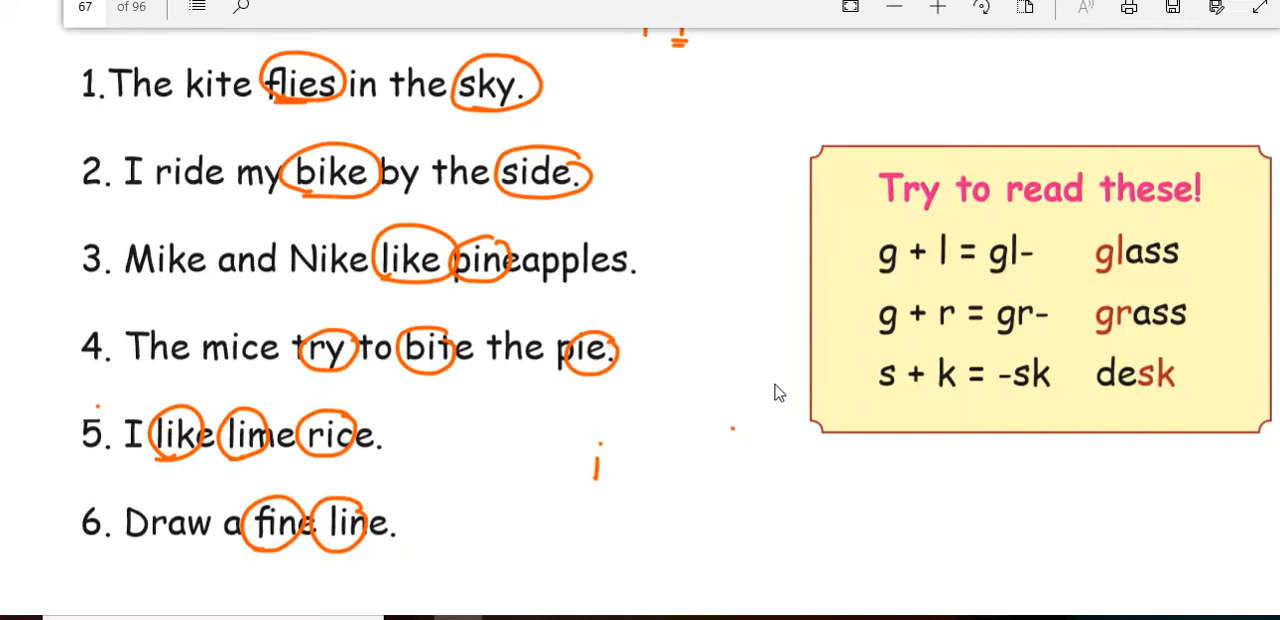 67 of 96
1.The kite flies in the sky.
2. I ride my bike by the side.
3. Mike and Nike like pineapples.
4. The mice try to bite the pie.
5. I like lime rice.
6. Draw a fine line.
i
Try to read these!
g + l = gl- glass
g + r = gr- grass
s + k = -sk desk